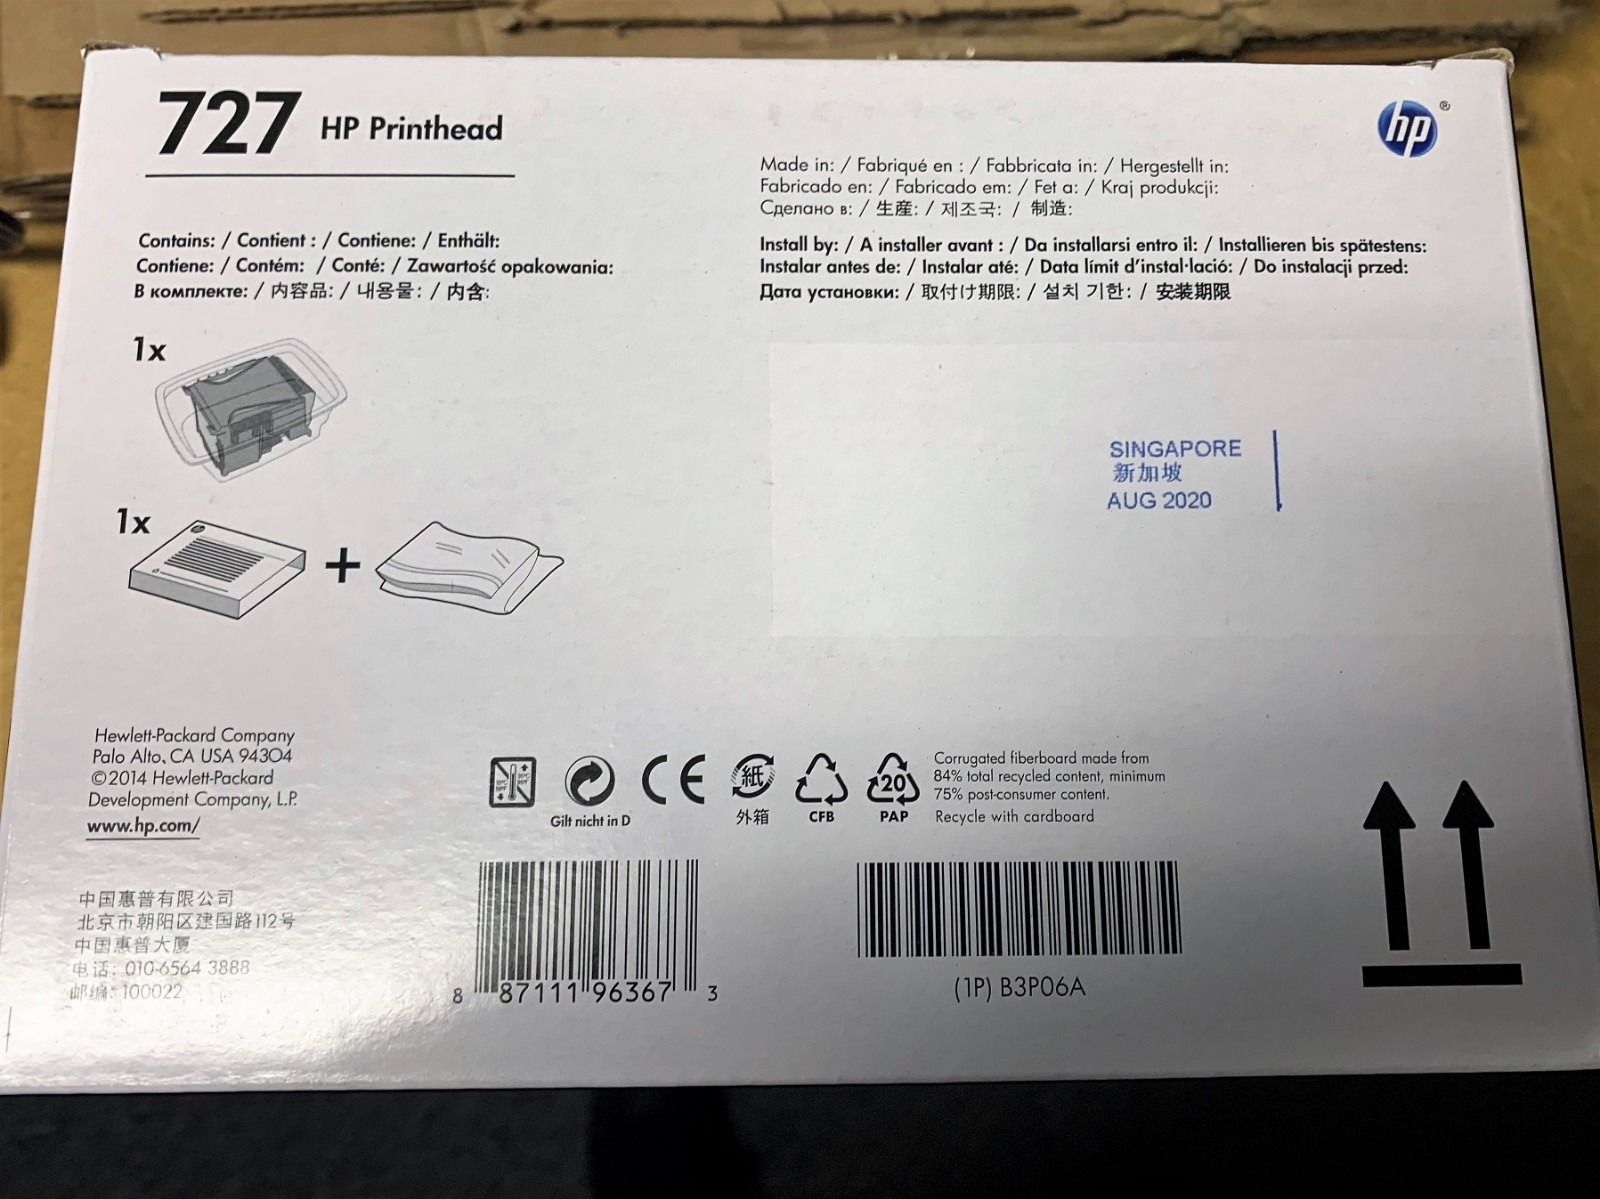 727 HP Printhead
hp ®
Made in: / Fabriqué en : / Fabbricata in: / Hergestellt in:
Fabricado en: / Fabricado em: / Fet a: / Kraj produkcji:
Сделано в: / 生産: / 제조국: / 制造:
Contains: / Contient : / Contiene: / Enthält:
Contiene: / Contém: / Conté: / Zawartość opakowania:
В комплекте: / 内容品: / 내용물: / 内含:
Install by: / A installer avant : / Da installarsi entro il: / Installieren bis spätestens:
Instalar antes de: / Instalar até: / Data límit d'instal·lació: / Do instalacji przed:
Дата установки: / 取付け期限: / 설치 기한: / 安装期限
1x
1x
+
SINGAPORE
新加坡
AUG 2020
Hewlett-Packard Company
Palo Alto, CA USA 94304
©2014 Hewlett-Packard
Development Company, L.P.
www.hp.com/
中国惠普有限公司
北京市朝阳区建国路112号
中国惠普大厦
电话: 010-6564 3888
邮编: 100022
Gilt nicht in D
CE
紙
外箱
CFB
20
PAP
Corrugated fiberboard made from
84% total recycled content, minimum
75% post-consumer content.
Recycle with cardboard
8 87111 96367 3
(1P) B3P06A